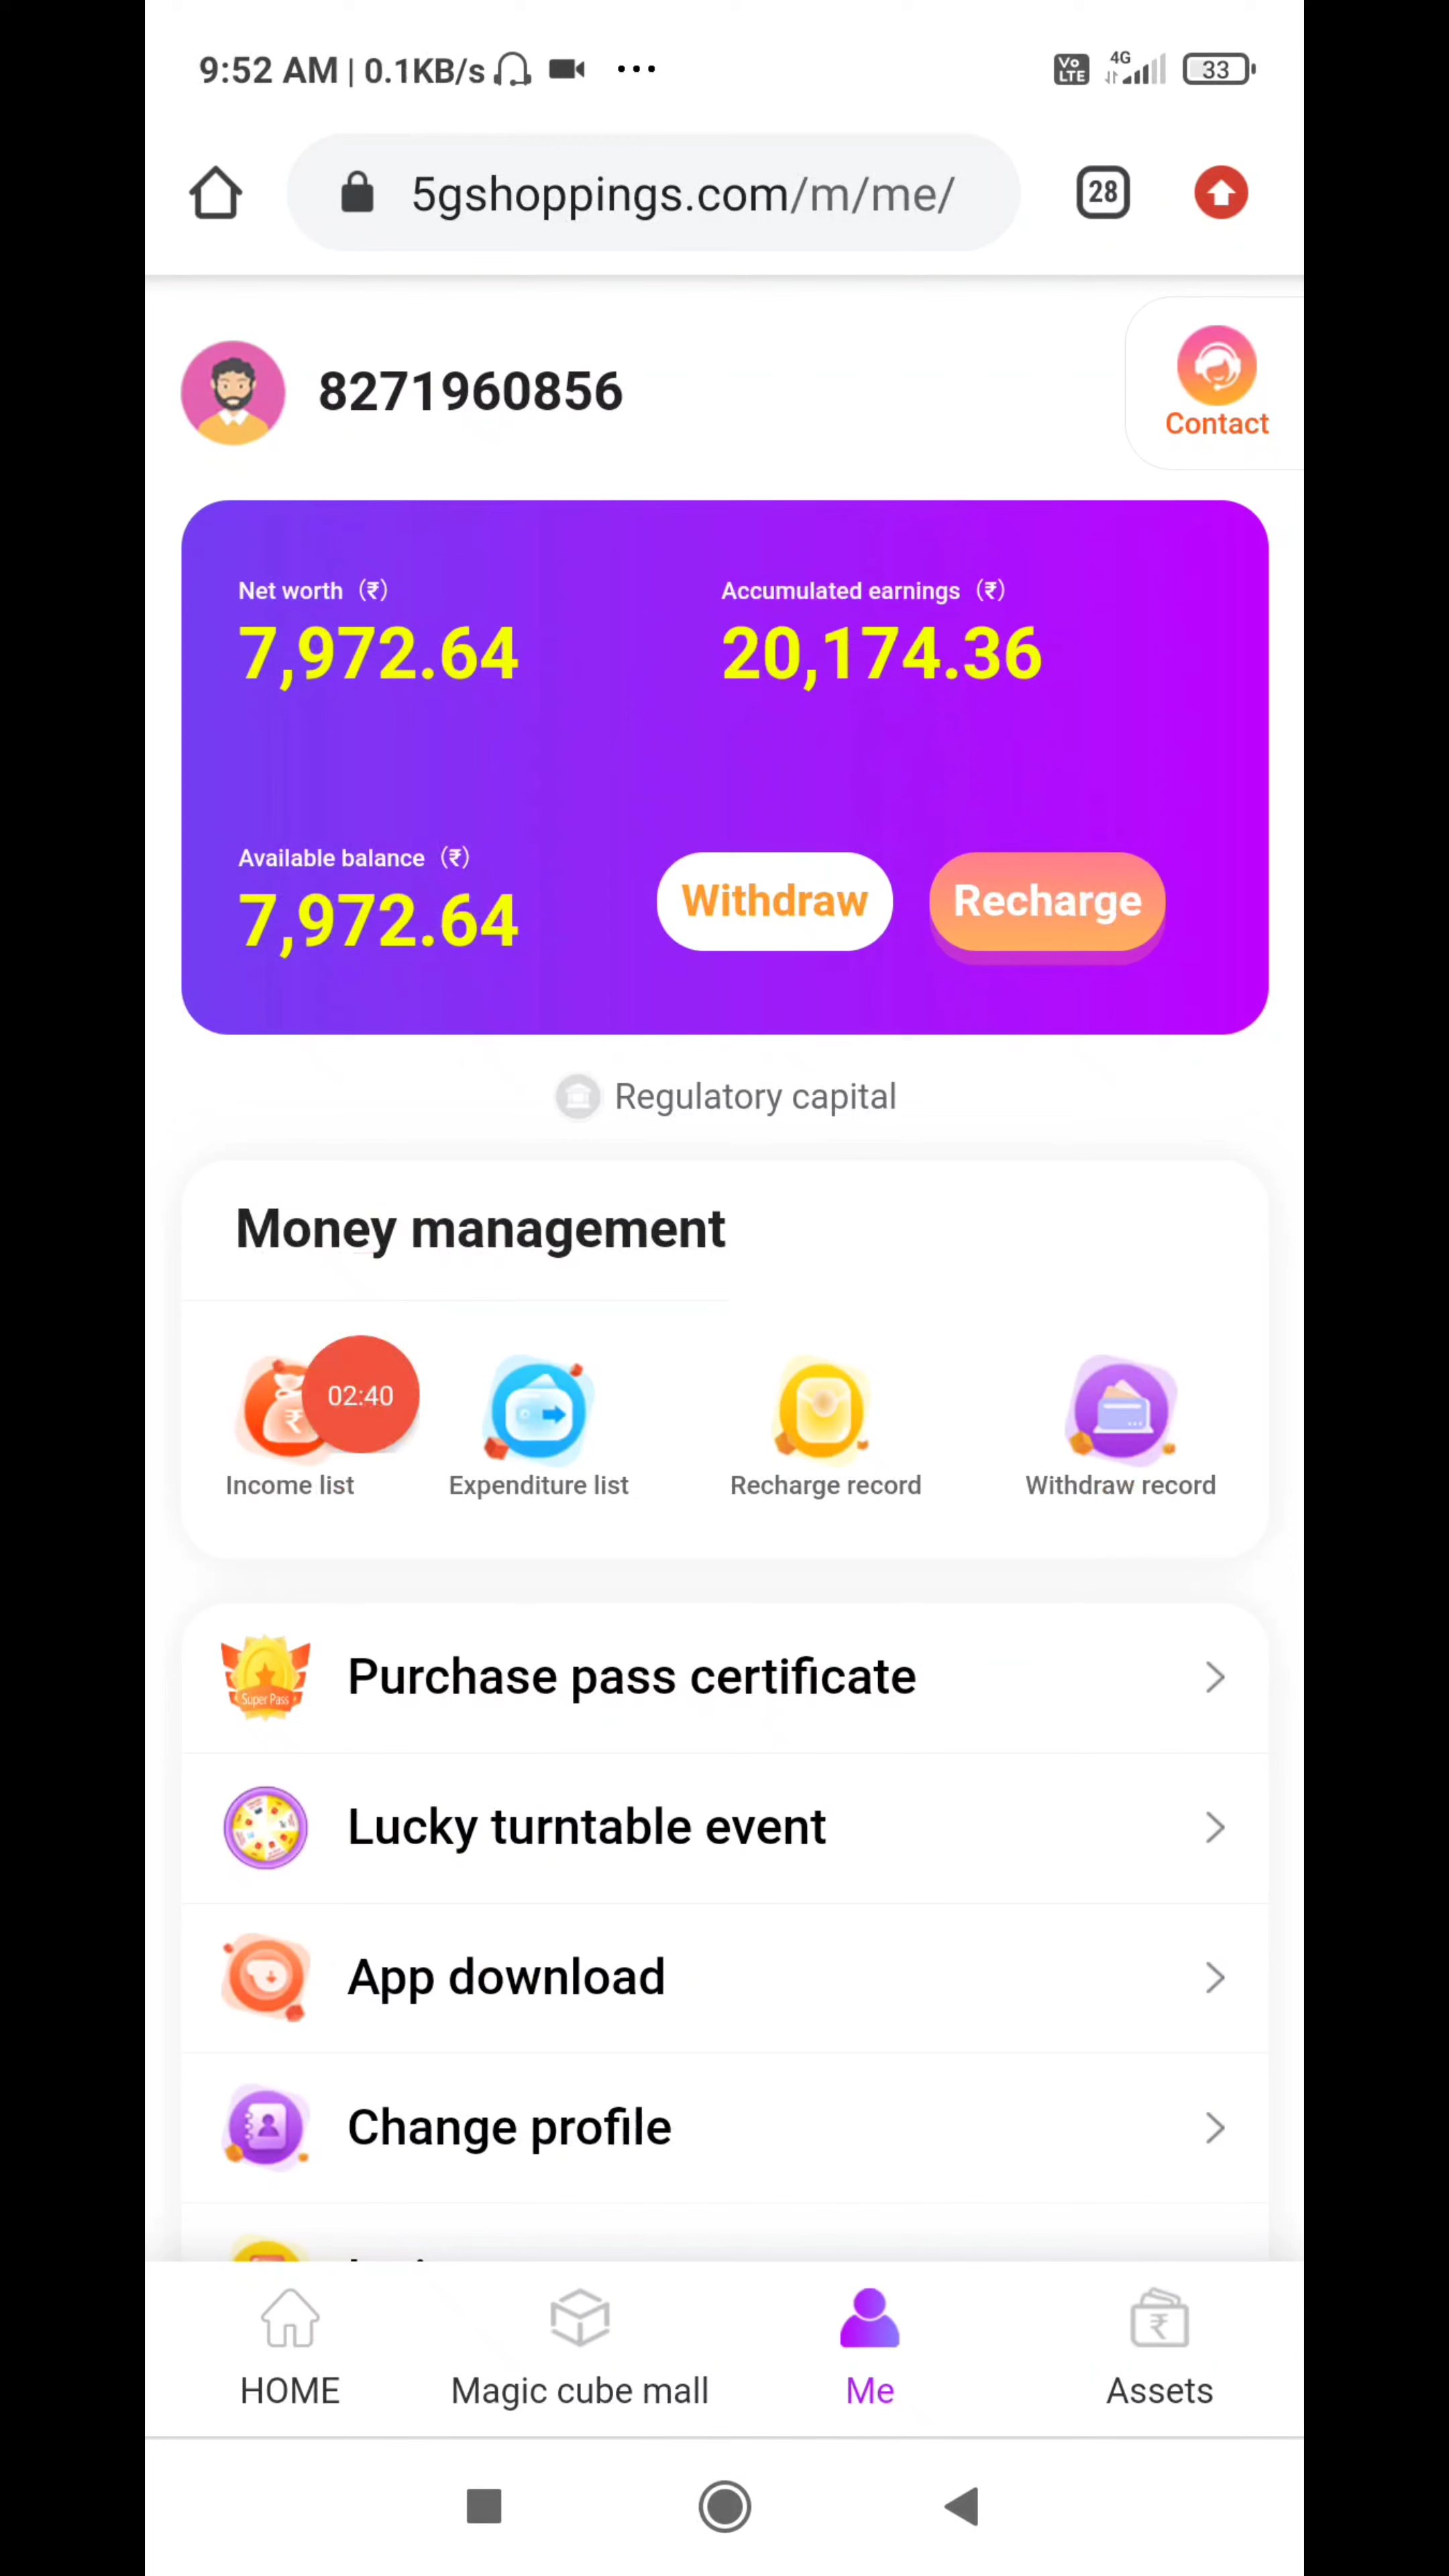 9:52 AM | 0.1KB/s ...
Vo LTE 4G 33
5gshoppings.com/m/me/
28
8271960856
Contact
Net worth (₹)
Accumulated earnings (₹)
7,972.64
20,174.36
Available balance (₹)
7,972.64
Withdraw
Recharge
Regulatory capital
Money management
02:40
Income list
Expenditure list
Recharge record
Withdraw record
Super Pass
Purchase pass certificate
Lucky turntable event
App download
Change profile
HOME
Magic cube mall
Me
Assets